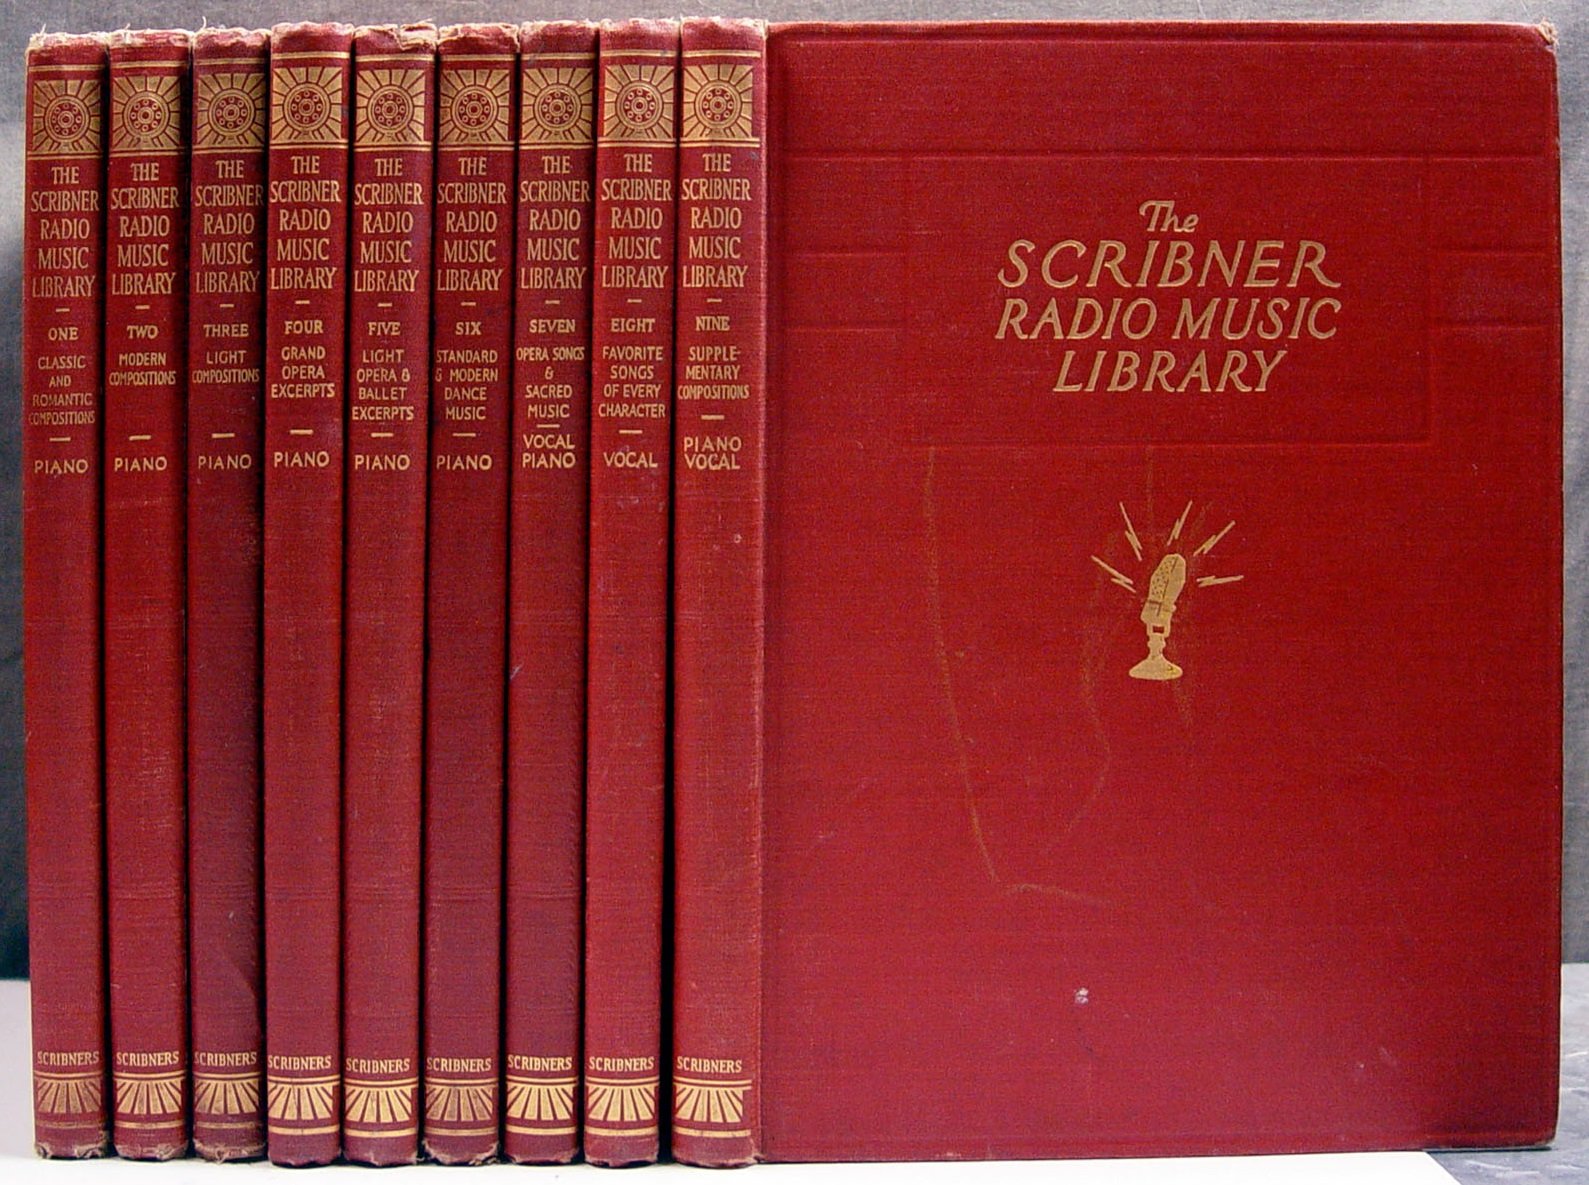 THE
SCRIBNER
RADIO
MUSIC
LIBRARY
ONE
CLASSIC
AND
ROMANTIC
COMPOSITIONS
PIANO
SCRIBNERS
THE
SCRIBNER
RADIO
MUSIC
LIBRARY
TWO
MODERN
COMPOSITIONS
PIANO
SCRIBNERS
THE
SCRIBNER
RADIO
MUSIC
LIBRARY
THREE
LIGHT
COMPOSITIONS
PIANO
SCRIBNERS
THE
SCRIBNER
RADIO
MUSIC
LIBRARY
FOUR
GRAND
OPERA
EXCERPTS
PIANO
SCRIBNERS
THE
SCRIBNER
RADIO
MUSIC
LIBRARY
FIVE
LIGHT
OPERA &
BALLET
EXCERPTS
PIANO
SCRIBNERS
THE
SCRIBNER
RADIO
MUSIC
LIBRARY
SIX
STANDARD
& MODERN
DANCE
MUSIC
PIANO
SCRIBNERS
THE
SCRIBNER
RADIO
MUSIC
LIBRARY
SEVEN
OPERA SONGS
&
SACRED
MUSIC
VOCAL
PIANO
SCRIBNERS
THE
SCRIBNER
RADIO
MUSIC
LIBRARY
EIGHT
FAVORITE
SONGS
OF EVERY
CHARACTER
VOCAL
SCRIBNERS
THE
SCRIBNER
RADIO
MUSIC
LIBRARY
NINE
SUPPLE-
MENTARY
COMPOSITIONS
PIANO
VOCAL
SCRIBNERS
The
SCRIBNER
RADIO MUSIC
LIBRARY